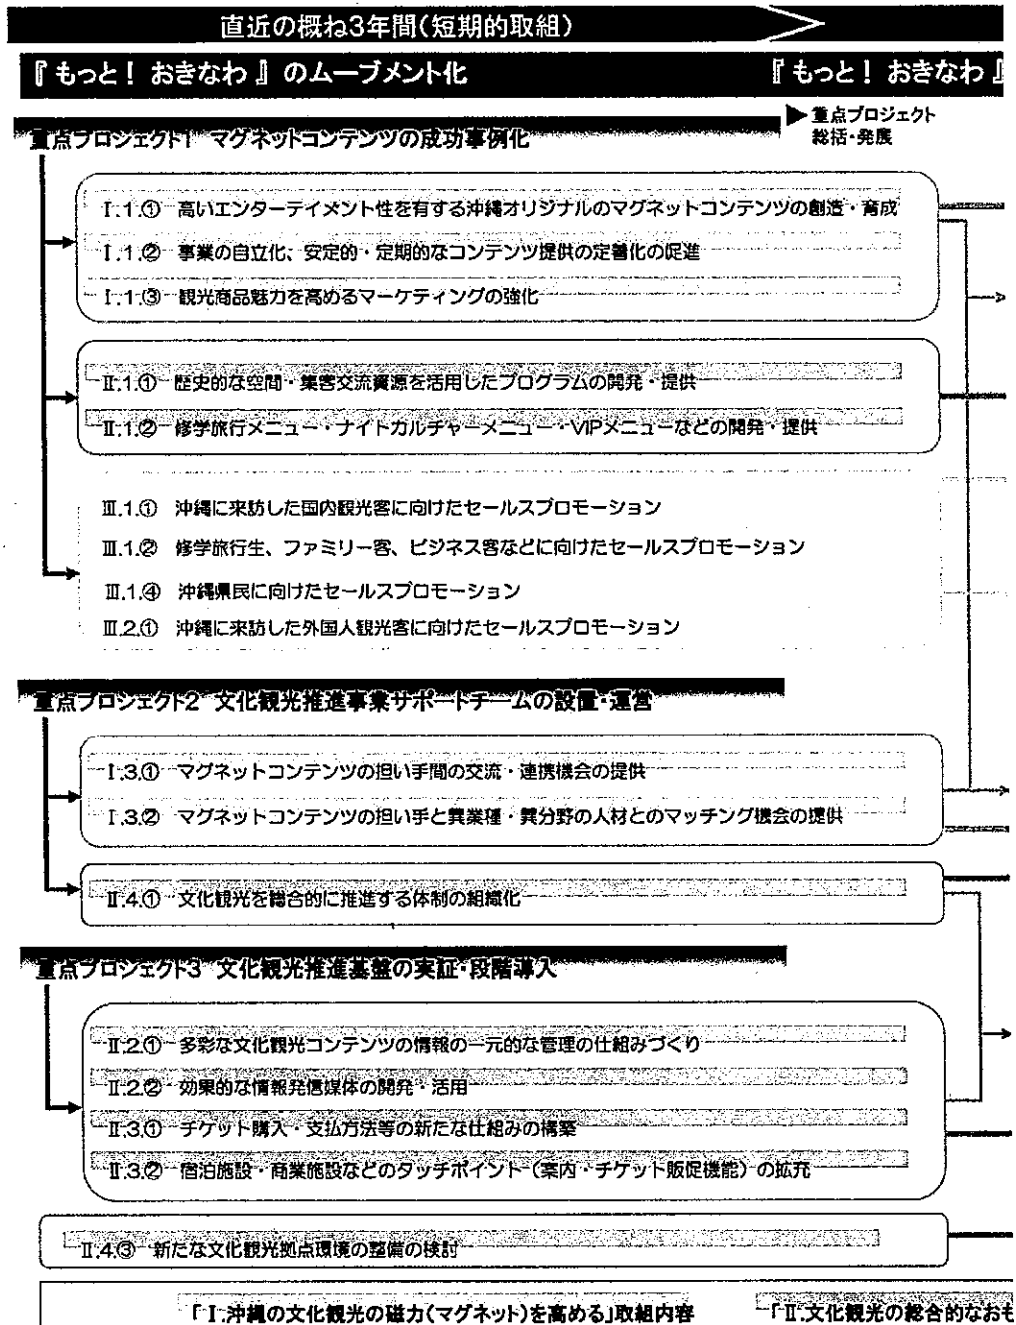 直近の概ね3年間(短期的取組)
『 もっと! おきなわ 』 のムーブメント化
『 もっと! おきなわ 』
▶ 重点プロジェクト
総括・発展
重点プロジェクト1 マグネットコンテンツの成功事例化
Ⅰ.1.① 高いエンターテイメント性を有する沖縄オリジナルのマグネットコンテンツの創造・育成
Ⅰ.1.② 事業の自立化、安定的・定期的なコンテンツ提供の定着化の促進
Ⅰ.1.③ 観光商品魅力を高めるマーケティングの強化
Ⅱ.1.① 歴史的な空間・集客交流資源を活用したプログラムの開発・提供
Ⅱ.1.② 修学旅行メニュー・ナイトカルチャーメニュー・VIPメニューなどの開発・提供
Ⅲ.1.① 沖縄に来訪した国内観光客に向けたセールスプロモーション
Ⅲ.1.② 修学旅行生、ファミリー客、ビジネス客などに向けたセールスプロモーション
Ⅲ.1.④ 沖縄県民に向けたセールスプロモーション
Ⅲ.2.① 沖縄に来訪した外国人観光客に向けたセールスプロモーション
重点プロジェクト2 文化観光推進事業サポートチームの設置・運営
Ⅰ.3.① マグネットコンテンツの担い手間の交流・連携機会の提供
Ⅰ.3.② マグネットコンテンツの担い手と異業種・異分野の人材とのマッチング機会の提供
Ⅱ.4.① 文化観光を総合的に推進する体制の組織化
重点プロジェクト3 文化観光推進基盤の実証・段階導入
Ⅱ.2.① 多彩な文化観光コンテンツの情報の一元的な管理の仕組みづくり
Ⅱ.2.② 効果的な情報発信媒体の開発・活用
Ⅱ.3.① チケット購入・支払方法等の新たな仕組みの構築
Ⅱ.3.② 宿泊施設・商業施設などのタッチポイント(案内・チケット販促機能)の拡充
Ⅱ.4.③ 新たな文化観光拠点環境の整備の検討
「Ⅰ.沖縄の文化観光の磁力(マグネット)を高める」取組内容
「Ⅱ.文化観光の総合的なおも